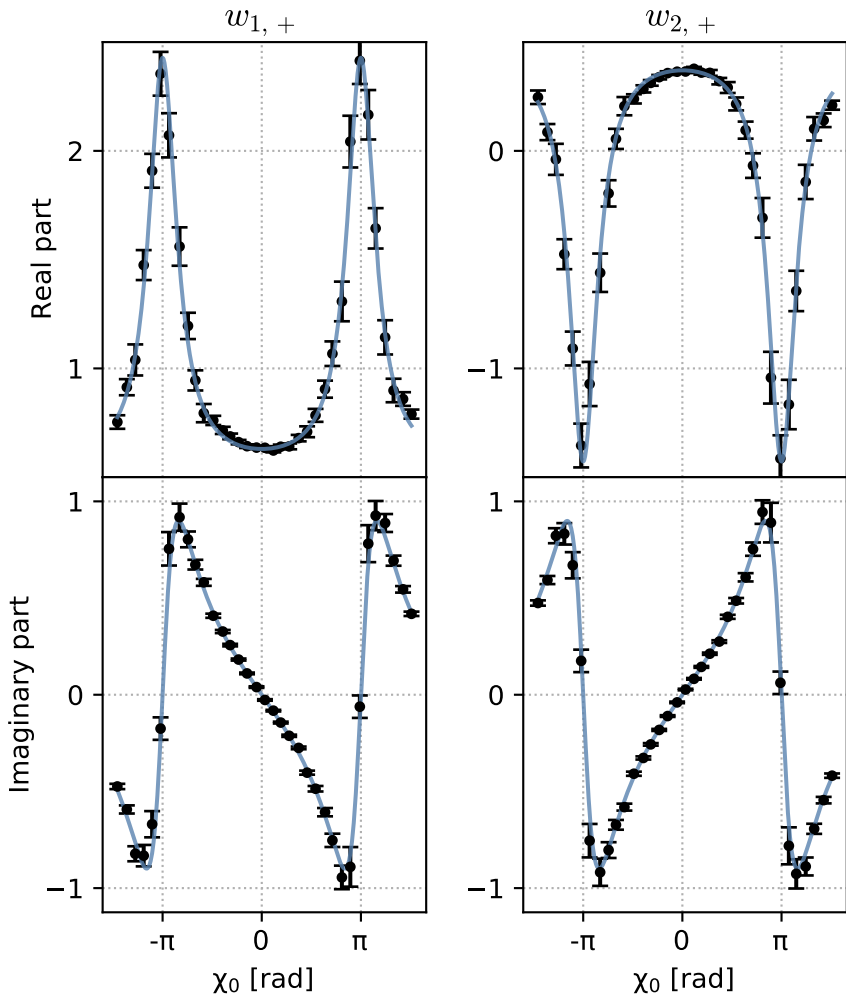 w₁, ₊
w₂, ₊
Real part
2
1
0
−1
Imaginary part
1
0
−1
1
0
−1
-π
0
π
-π
0
π
χ₀ [rad]
χ₀ [rad]